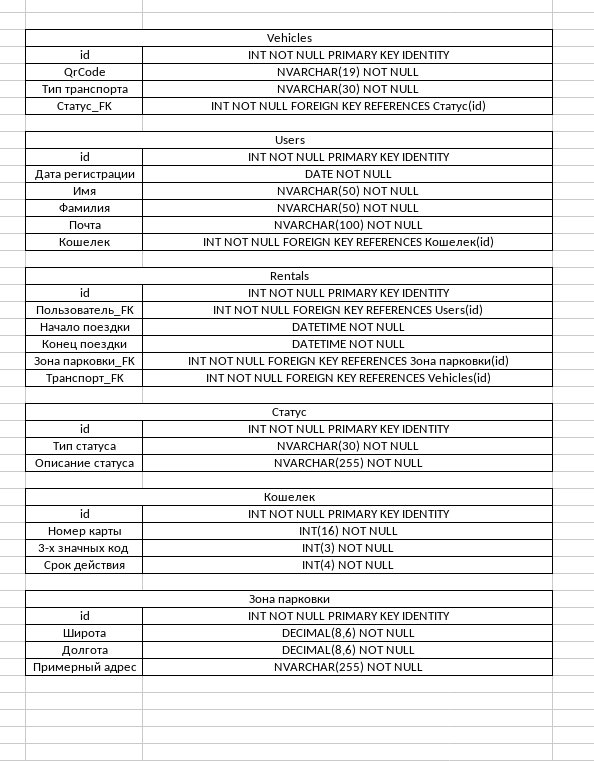 Vehicles
id INT NOT NULL PRIMARY KEY IDENTITY
QrCode NVARCHAR(19) NOT NULL
Тип транспорта NVARCHAR(30) NOT NULL
Статус_FK INT NOT NULL FOREIGN KEY REFERENCES Статус(id)
Users
id INT NOT NULL PRIMARY KEY IDENTITY
Дата регистрации DATE NOT NULL
Имя NVARCHAR(50) NOT NULL
Фамилия NVARCHAR(50) NOT NULL
Почта NVARCHAR(100) NOT NULL
Кошелек INT NOT NULL FOREIGN KEY REFERENCES Кошелек(id)
Rentals
id INT NOT NULL PRIMARY KEY IDENTITY
Пользователь_FK INT NOT NULL FOREIGN KEY REFERENCES Users(id)
Начало поездки DATETIME NOT NULL
Конец поездки DATETIME NOT NULL
Зона парковки_FK INT NOT NULL FOREIGN KEY REFERENCES Зона парковки(id)
Транспорт_FK INT NOT NULL FOREIGN KEY REFERENCES Vehicles(id)
Статус
id INT NOT NULL PRIMARY KEY IDENTITY
Тип статуса NVARCHAR(30) NOT NULL
Описание статуса NVARCHAR(255) NOT NULL
Кошелек
id INT NOT NULL PRIMARY KEY IDENTITY
Номер карты INT(16) NOT NULL
3-х значных код INT(3) NOT NULL
Срок действия INT(4) NOT NULL
Зона парковки
id INT NOT NULL PRIMARY KEY IDENTITY
Широта DECIMAL(8,6) NOT NULL
Долгота DECIMAL(8,6) NOT NULL
Примерный адрес NVARCHAR(255) NOT NULL